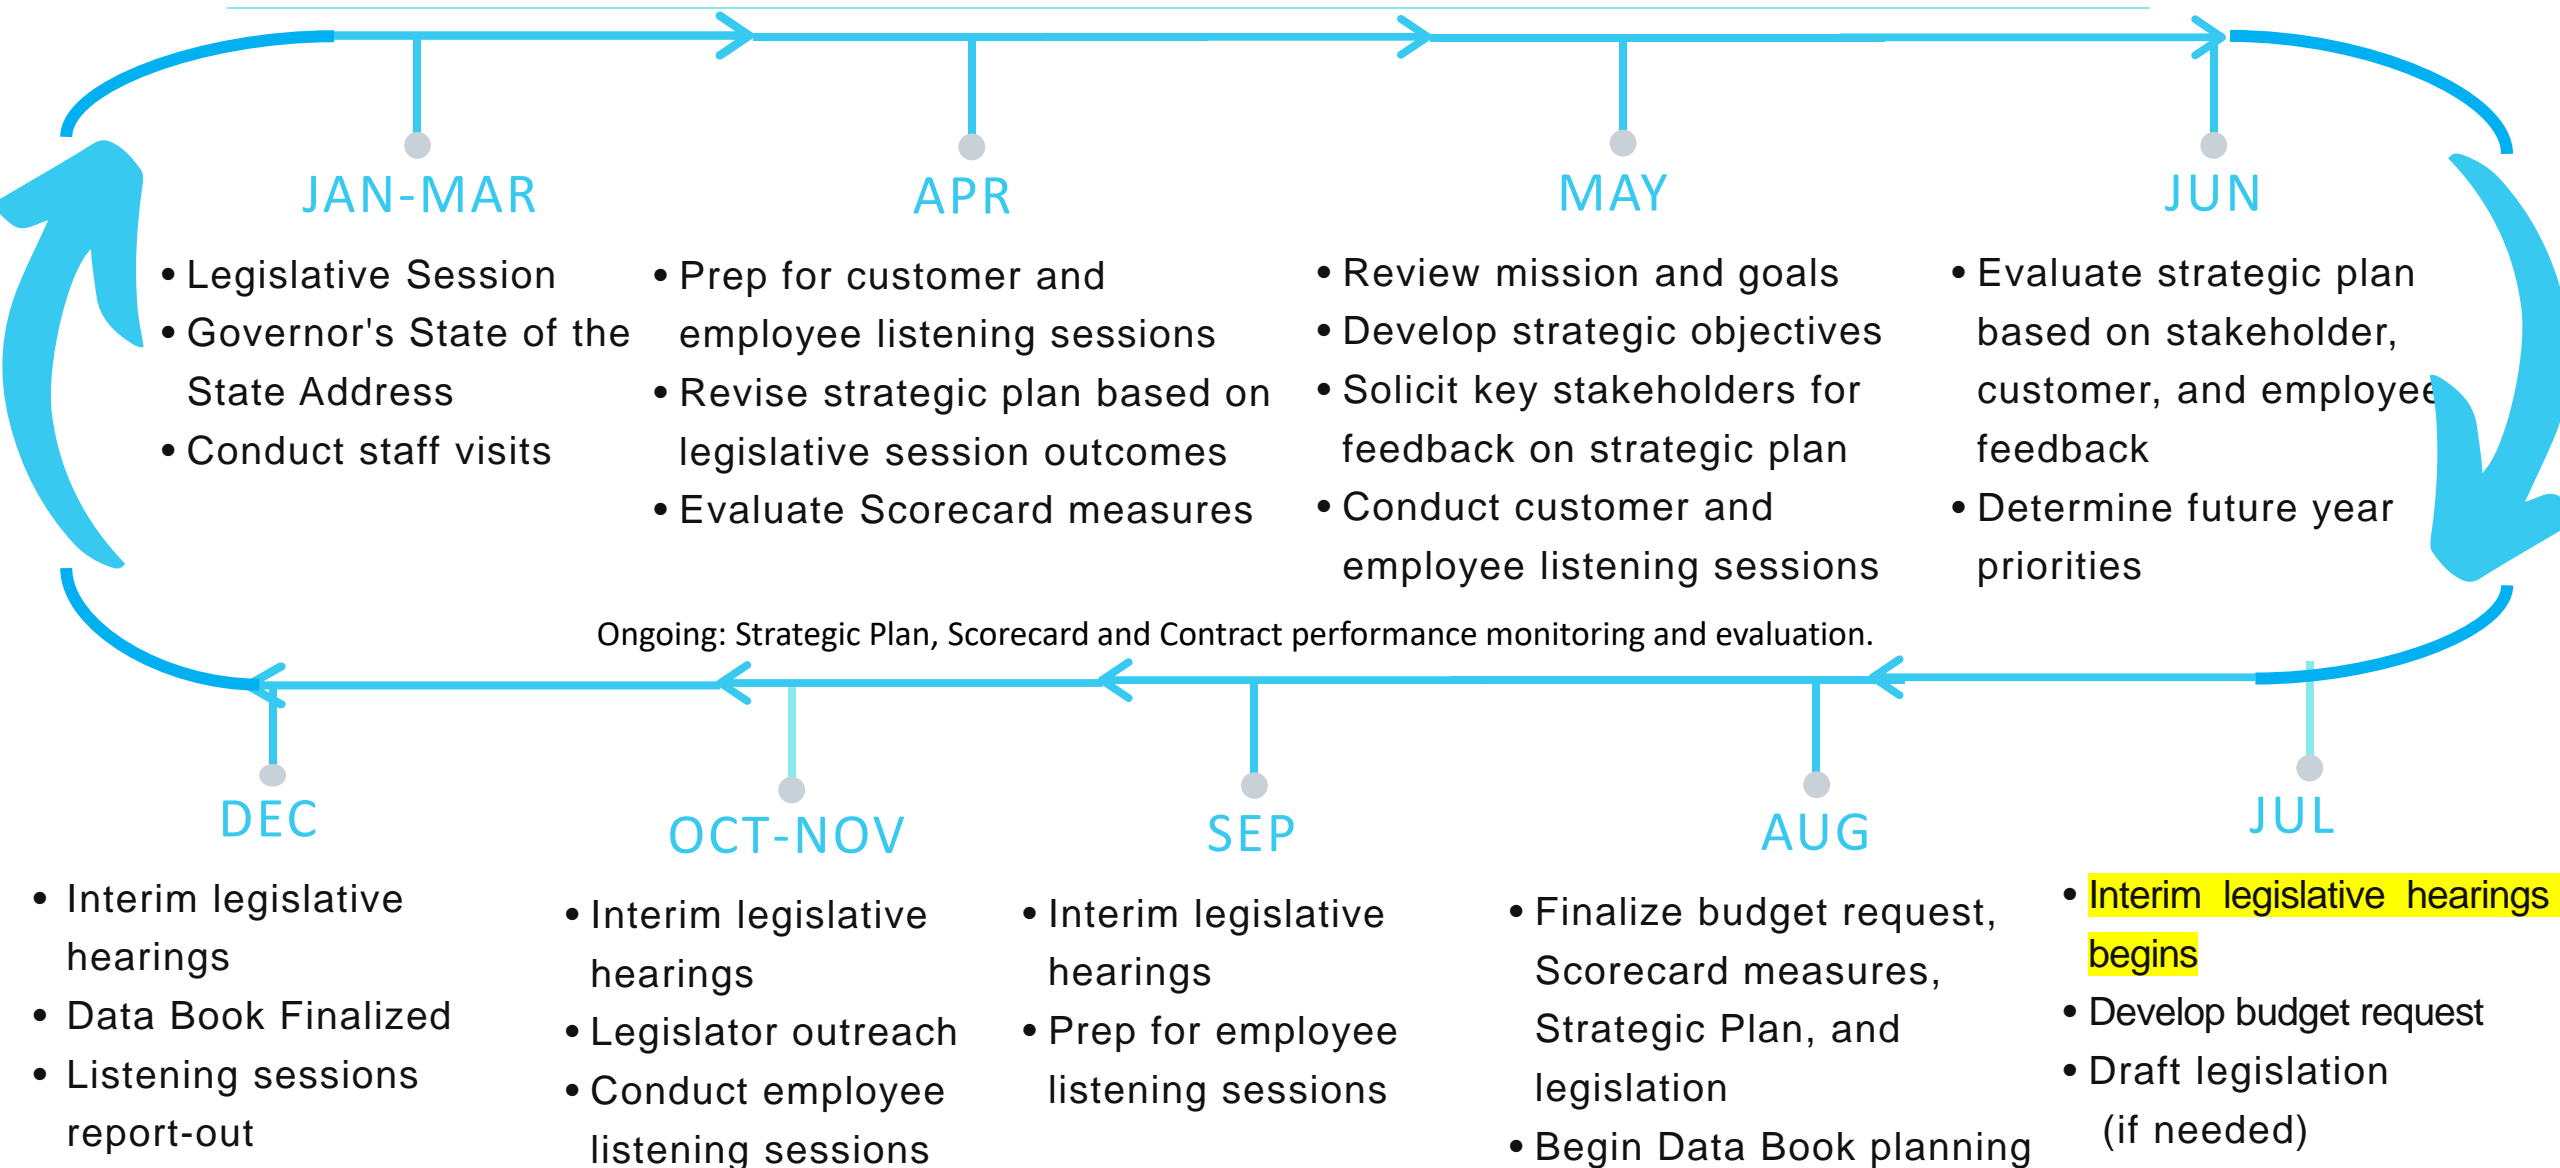 JAN-MAR
• Legislative Session
• Governor's State of the
State Address
• Conduct staff visits
APR
• Prep for customer and
employee listening sessions
• Revise strategic plan based on
legislative session outcomes
• Evaluate Scorecard measures
MAY
• Review mission and goals
• Develop strategic objectives
• Solicit key stakeholders for
feedback on strategic plan
• Conduct customer and
employee listening sessions
JUN
• Evaluate strategic plan
based on stakeholder,
customer, and employee
feedback
• Determine future year
priorities
Ongoing: Strategic Plan, Scorecard and Contract performance monitoring and evaluation.
DEC
• Interim legislative
hearings
• Data Book Finalized
• Listening sessions
report-out
OCT-NOV
• Interim legislative
hearings
• Legislator outreach
• Conduct employee
listening sessions
SEP
• Interim legislative
hearings
• Prep for employee
listening sessions
AUG
• Finalize budget request,
Scorecard measures,
Strategic Plan, and
legislation
• Begin Data Book planning
JUL
• Interim legislative hearings
begins
• Develop budget request
• Draft legislation
(if needed)